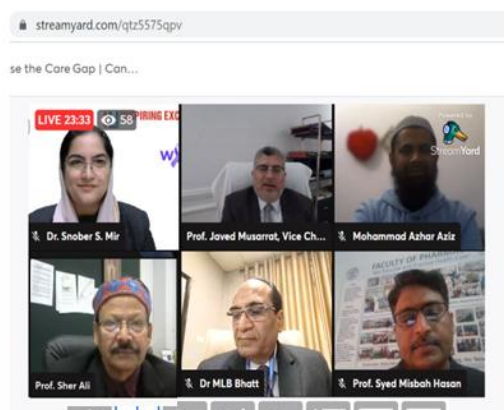 streamyard.com/qtz5575qpv
se the Care Gap | Can...
LIVE 23:33 58 PIRING EXC
Powered by
StreamYard
Dr. Snober S. Mir
Prof. Javed Musarrat, Vice Ch...
Mohammad Azhar Aziz
FACULTY OF PHARM
Prof. Sher Ali
Dr MLB Bhatt
Prof. Syed Misbah Hasan